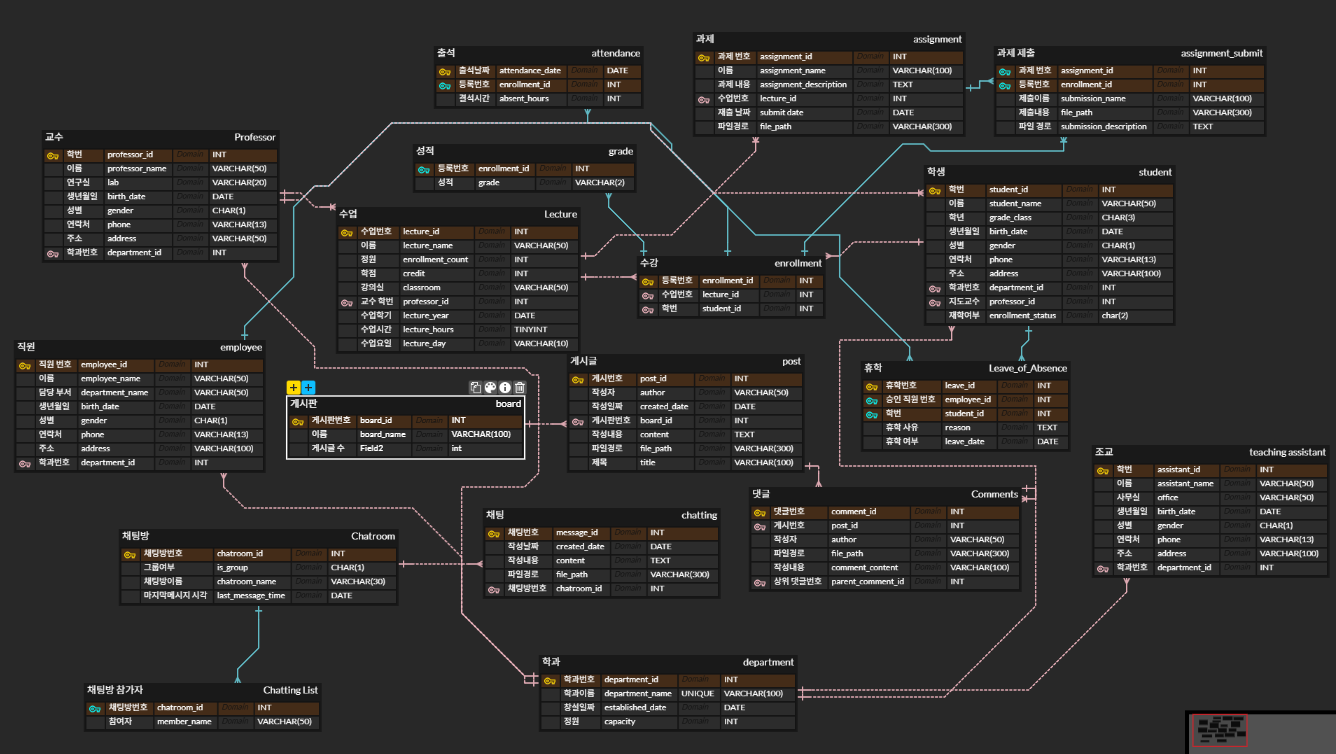 출석 attendance
출석날짜 attendance_date Domain DATE
등록번호 enrollment_id Domain INT
결석시간 absent_hours Domain INT
과제 assignment
과제 번호 assignment_id Domain INT
이름 assignment_name Domain VARCHAR(100)
과제 내용 assignment_description Domain TEXT
수업번호 lecture_id Domain INT
제출 날짜 submit date Domain DATE
파일경로 file_path Domain VARCHAR(300)
과제 제출 assignment_submit
과제 번호 assignment_id Domain INT
등록번호 enrollment_id Domain INT
제출이름 submission_name Domain VARCHAR(100)
제출내용 file_path Domain VARCHAR(300)
파일 경로 submission_description Domain TEXT
교수 Professor
학번 professor_id Domain INT
이름 professor_name Domain VARCHAR(50)
연구실 lab Domain VARCHAR(20)
생년월일 birth_date Domain DATE
성별 gender Domain CHAR(1)
연락처 phone Domain VARCHAR(13)
주소 address Domain VARCHAR(50)
학과번호 department_id Domain INT
성적 grade
등록번호 enrollment_id Domain INT
성적 grade Domain VARCHAR(2)
학생 student
학번 student_id Domain INT
이름 student_name Domain VARCHAR(50)
학년 grade_class Domain CHAR(3)
생년월일 birth_date Domain DATE
성별 gender Domain CHAR(1)
연락처 phone Domain VARCHAR(13)
주소 address Domain VARCHAR(100)
학과번호 department_id Domain INT
지도교수 professor_id Domain INT
재학여부 enrollment_status Domain char(2)
수업 Lecture
수업번호 lecture_id Domain INT
이름 lecture_name Domain VARCHAR(50)
정원 enrollment_count Domain INT
학점 credit Domain INT
강의실 classroom Domain VARCHAR(50)
교수 학번 professor_id Domain INT
수업학기 lecture_year Domain DATE
수업시간 lecture_hours Domain TINYINT
수업요일 lecture_day Domain VARCHAR(10)
수강 enrollment
등록번호 enrollment_id Domain INT
수업번호 lecture_id Domain INT
학번 student_id Domain INT
직원 employee
직원 번호 employee_id Domain INT
이름 employee_name Domain VARCHAR(50)
담당 부서 department_name Domain VARCHAR(50)
생년월일 birth_date Domain DATE
성별 gender Domain CHAR(1)
연락처 phone Domain VARCHAR(13)
주소 address Domain VARCHAR(100)
학과번호 department_id Domain INT
게시판 board
게시판번호 board_id Domain INT
이름 board_name Domain VARCHAR(100)
게시글 수 Field2 Domain int
게시글 post
게시번호 post_id Domain INT
작성자 author Domain VARCHAR(50)
작성일짜 created_date Domain DATE
게시판번호 board_id Domain INT
작성내용 content Domain TEXT
파일경로 file_path Domain VARCHAR(300)
제목 title Domain VARCHAR(100)
휴학 Leave_of_Absence
휴학번호 leave_id Domain INT
승인 직원 번호 employee_id Domain INT
학번 student_id Domain INT
휴학 사유 reason Domain TEXT
휴학 여부 leave_date Domain DATE
조교 teaching assistant
학번 assistant_id Domain INT
이름 assistant_name Domain VARCHAR(50)
사무실 office Domain VARCHAR(50)
생년월일 birth_date Domain DATE
성별 gender Domain CHAR(1)
연락처 phone Domain VARCHAR(13)
주소 address Domain VARCHAR(100)
학과번호 department_id Domain INT
댓글 Comments
댓글번호 comment_id Domain INT
게시번호 post_id Domain INT
작성자 author Domain VARCHAR(50)
파일경로 file_path Domain VARCHAR(300)
작성내용 comment_content Domain VARCHAR(100)
상위 댓글번호 parent_comment_id Domain INT
채팅 chatting
채팅번호 message_id Domain INT
작성날짜 created_date Domain DATE
작성내용 content Domain TEXT
파일경로 file_path Domain VARCHAR(300)
채팅방번호 chatroom_id Domain INT
채팅방 Chatroom
채팅방번호 chatroom_id Domain INT
그룹여부 is_group Domain CHAR(1)
채팅방이름 chatroom_name Domain VARCHAR(30)
마지막메시지 시각 last_message_time Domain DATE
채팅방 참가자 Chatting List
채팅방번호 chatroom_id Domain INT
참여자 member_name Domain VARCHAR(50)
학과 department
학과번호 department_id Domain INT
학과이름 department_name UNIQUE VARCHAR(100)
창설일짜 established_date Domain DATE
정원 capacity Domain INT